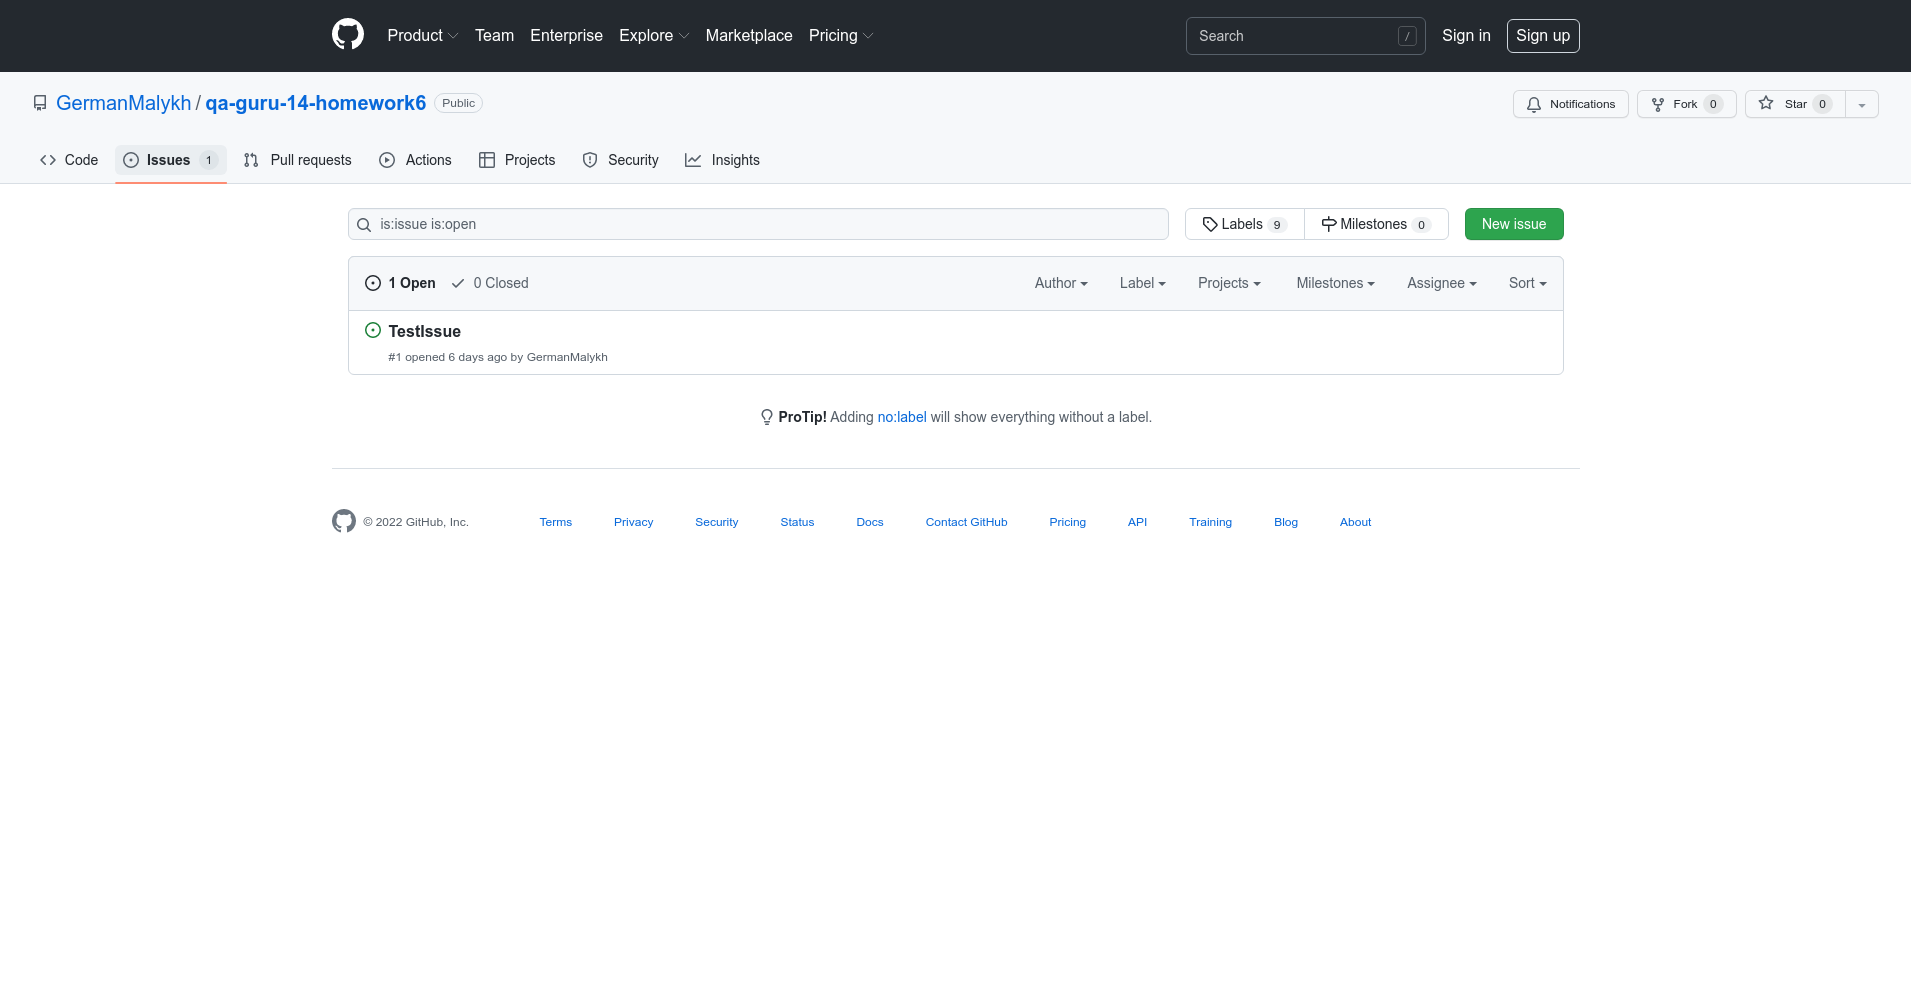 Product Team Enterprise Explore Marketplace Pricing Search / Sign in Sign up
GermanMalykh / qa-guru-14-homework6 Public Notifications Fork 0 Star 0
Code Issues 1 Pull requests Actions Projects Security Insights
is:issue is:open Labels 9 Milestones 0 New issue
1 Open 0 Closed Author Label Projects Milestones Assignee Sort
TestIssue
#1 opened 6 days ago by GermanMalykh
ProTip! Adding no:label will show everything without a label.
© 2022 GitHub, Inc. Terms Privacy Security Status Docs Contact GitHub Pricing API Training Blog About